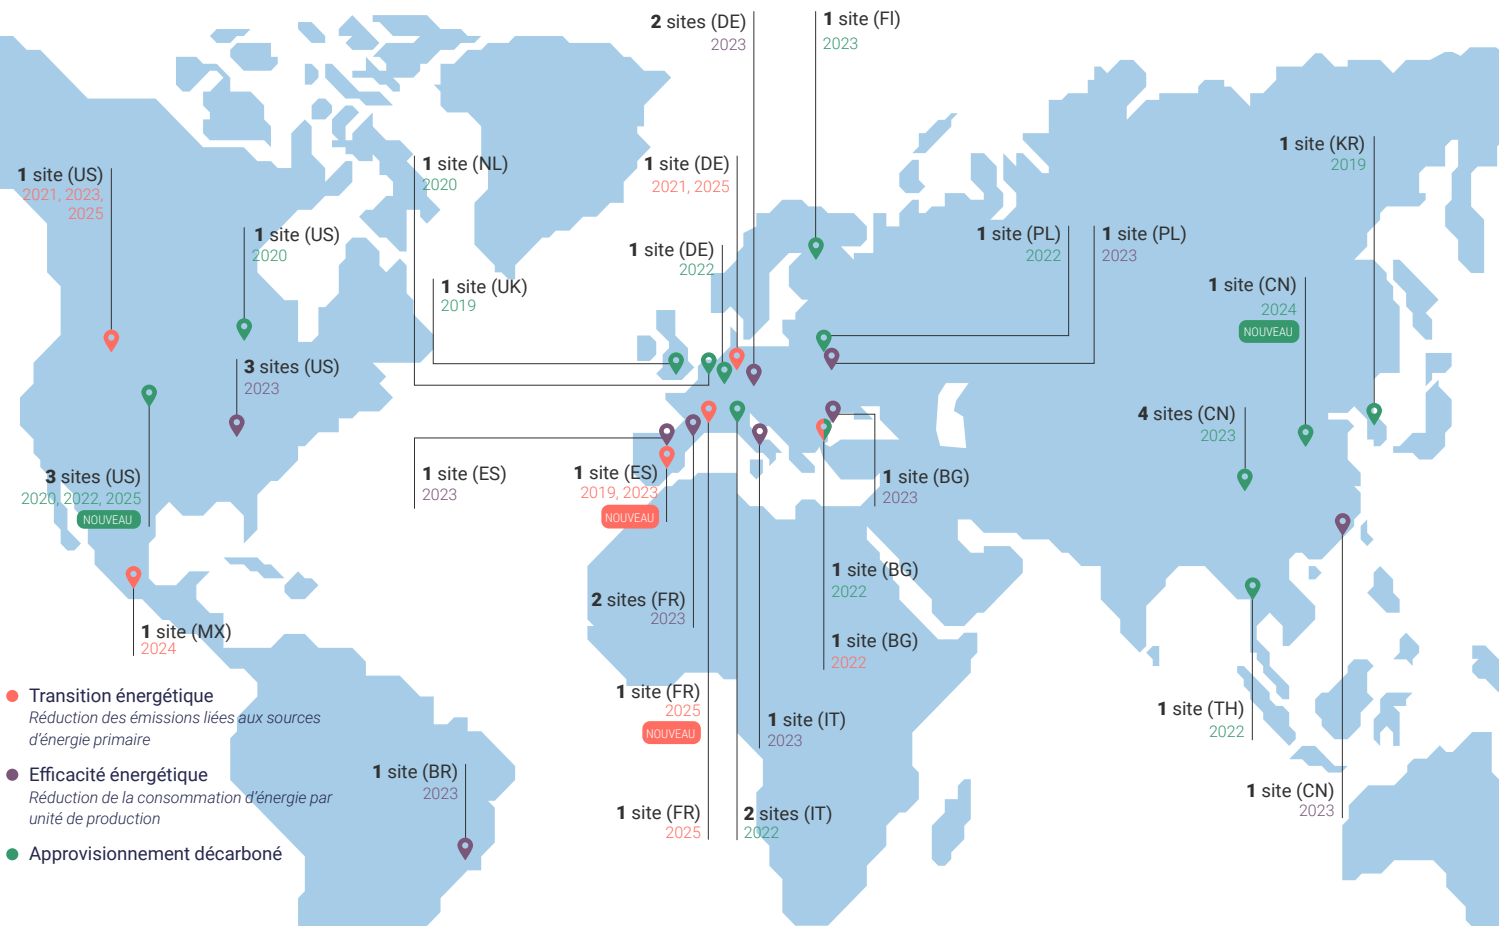 2 sites (DE)
2023
1 site (FI)
2023
1 site (KR)
2019
1 site (US)
2021, 2023,
2025
1 site (NL)
2020
1 site (DE)
2021, 2025
1 site (US)
2020
1 site (DE)
2022
1 site (PL)
2022
1 site (PL)
2023
1 site (UK)
2019
1 site (CN)
2024
NOUVEAU
3 sites (US)
2023
4 sites (CN)
2023
3 sites (US)
2020, 2022, 2025
NOUVEAU
1 site (ES)
2023
1 site (ES)
2019, 2023
NOUVEAU
1 site (BG)
2023
1 site (BG)
2022
2 sites (FR)
2023
1 site (MX)
2024
1 site (BG)
2022
1 site (FR)
2025
NOUVEAU
1 site (IT)
2023
1 site (TH)
2022
1 site (BR)
2023
1 site (CN)
2023
1 site (FR)
2025
2 sites (IT)
2022
Transition énergétique
Réduction des émissions liées aux sources
d’énergie primaire
Efficacité énergétique
Réduction de la consommation d’énergie par
unité de production
Approvisionnement décarboné